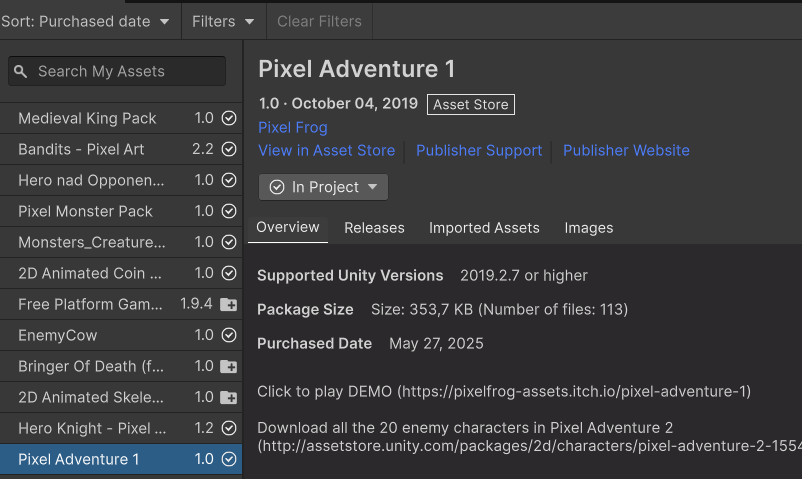 Sort: Purchased date Filters Clear Filters
Search My Assets
Medieval King Pack 1.0
Bandits - Pixel Art 2.2
Hero nad Opponen... 1.0
Pixel Monster Pack 1.0
Monsters_Creature... 1.0
2D Animated Coin ... 1.0
Free Platform Gam... 1.9.4
EnemyCow 1.0
Bringer Of Death (f... 1.0
2D Animated Skele... 1.0
Hero Knight - Pixel ... 1.2
Pixel Adventure 1 1.0
Pixel Adventure 1
1.0 · October 04, 2019 Asset Store
Pixel Frog
View in Asset Store Publisher Support Publisher Website
In Project
Overview Releases Imported Assets Images
Supported Unity Versions 2019.2.7 or higher
Package Size Size: 353,7 KB (Number of files: 113)
Purchased Date May 27, 2025
Click to play DEMO (https://pixelfrog-assets.itch.io/pixel-adventure-1)
Download all the 20 enemy characters in Pixel Adventure 2
(http://assetstore.unity.com/packages/2d/characters/pixel-adventure-2-1554